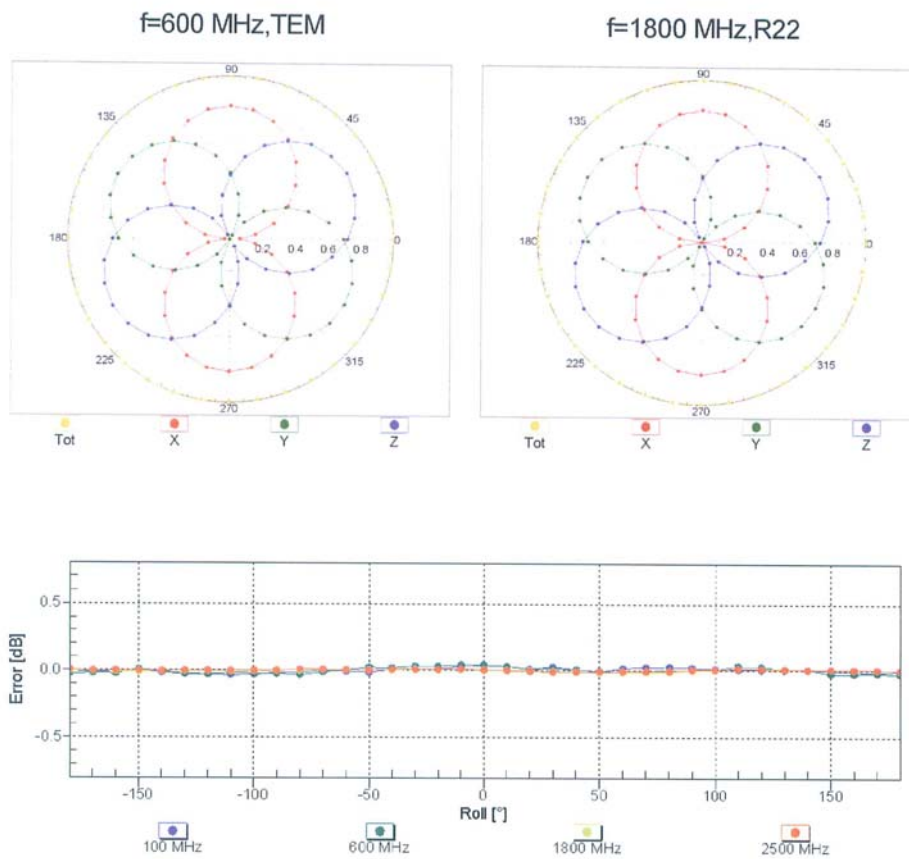 f=600 MHz,TEM
f=1800 MHz,R22
90
135
45
180
0.2
0.4
0.6
0.8
0
225
315
270
Tot
X
Y
Z
90
135
45
180
0.2
0.4
0.6
0.8
0
225
315
270
Tot
X
Y
Z
Error [dB]
0.5
0.0
-0.5
-150
-100
-50
0
50
100
150
Roll [°]
100 MHz
600 MHz
1800 MHz
2500 MHz